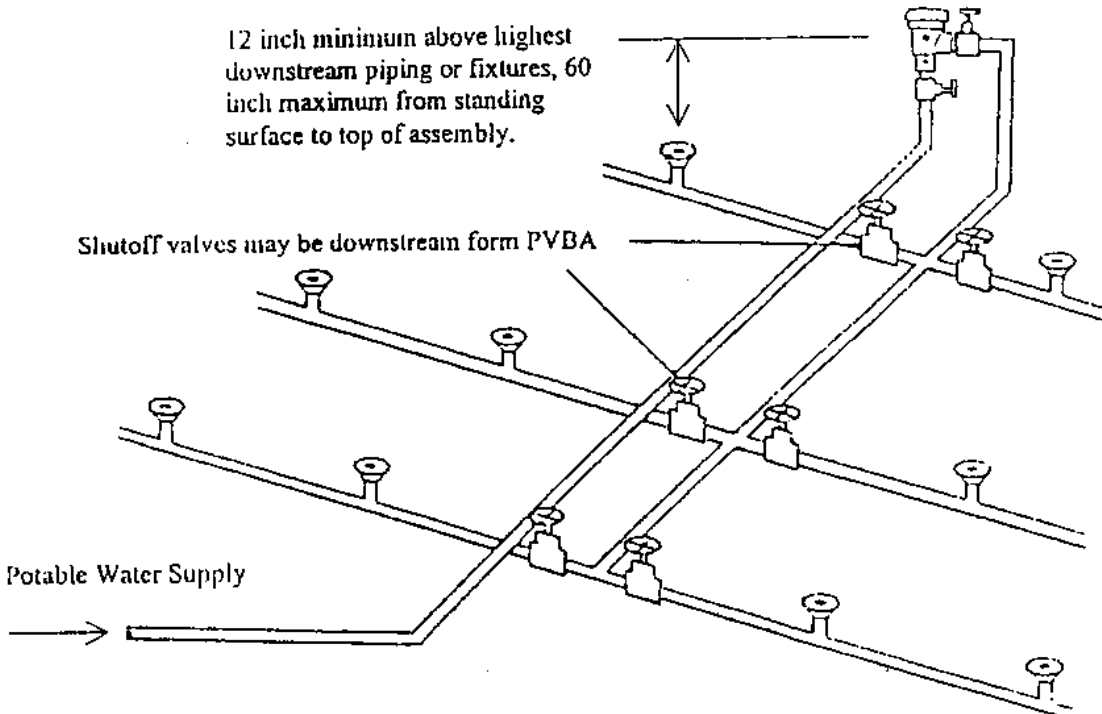 12 inch minimum above highest
downstream piping or fixtures, 60
inch maximum from standing
surface to top of assembly.
Shutoff valves may be downstream form PVBA
Potable Water Supply